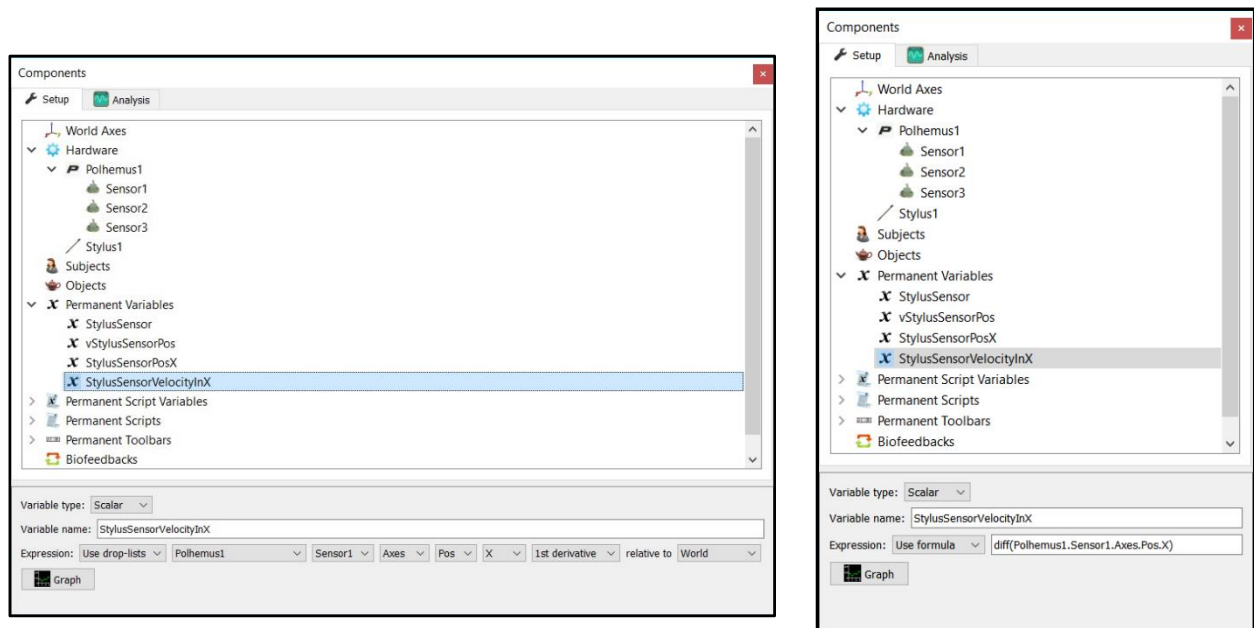 Components
Setup Analysis
World Axes
Hardware
Polhemus1
Sensor1
Sensor2
Sensor3
Stylus1
Subjects
Objects
Permanent Variables
StylusSensor
vStylusSensorPos
StylusSensorPosX
StylusSensorVelocityInX
Permanent Script Variables
Permanent Scripts
Permanent Toolbars
Biofeedbacks
Variable type: Scalar
Variable name: StylusSensorVelocityInX
Expression: Use drop-lists Polhemus1 Sensor1 Axes Pos X 1st derivative relative to World
Graph
Components
Setup Analysis
World Axes
Hardware
Polhemus1
Sensor1
Sensor2
Sensor3
Stylus1
Subjects
Objects
Permanent Variables
StylusSensor
vStylusSensorPos
StylusSensorPosX
StylusSensorVelocityInX
Permanent Script Variables
Permanent Scripts
Permanent Toolbars
Biofeedbacks
Variable type: Scalar
Variable name: StylusSensorVelocityInX
Expression: Use formula diff(Polhemus1.Sensor1.Axes.Pos.X)
Graph